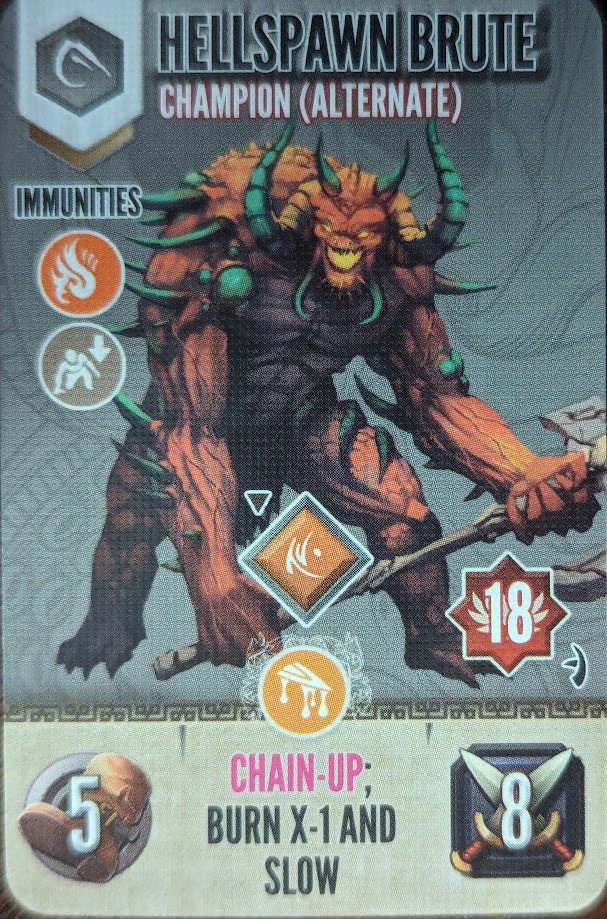 HELLSPAWN BRUTE
CHAMPION (ALTERNATE)
IMMUNITIES
18
5
CHAIN-UP;
BURN X-1 AND
SLOW
8